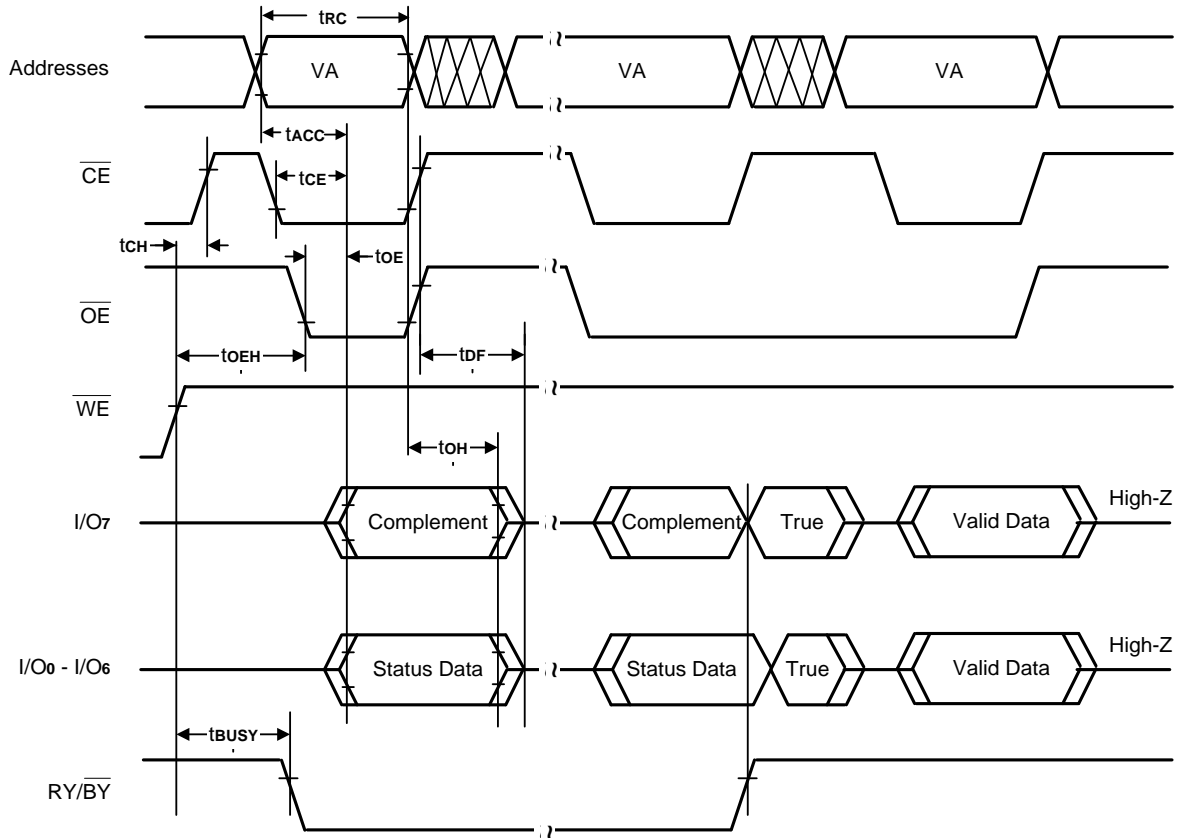 tRC
Addresses VA VA VA
tACC
CE tCE
tCH tOE
OE
tOEH tDF
WE
tOH
I/O7 Complement Complement True Valid Data High-Z
I/O0 - I/O6 Status Data Status Data True Valid Data High-Z
tBUSY
RY/BY